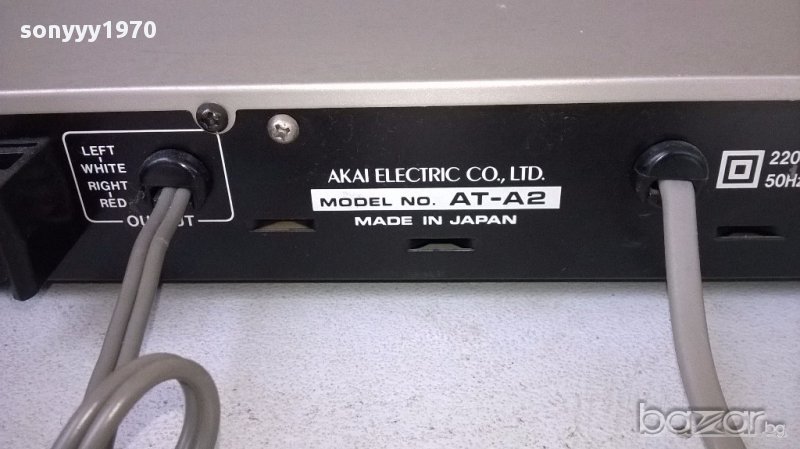 sonyyy1970
LEFT
WHITE
RIGHT
RED
OUTPUT
AKAI ELECTRIC CO., LTD.
MODEL NO. AT-A2
MADE IN JAPAN
220
50Hz
bazar.bg